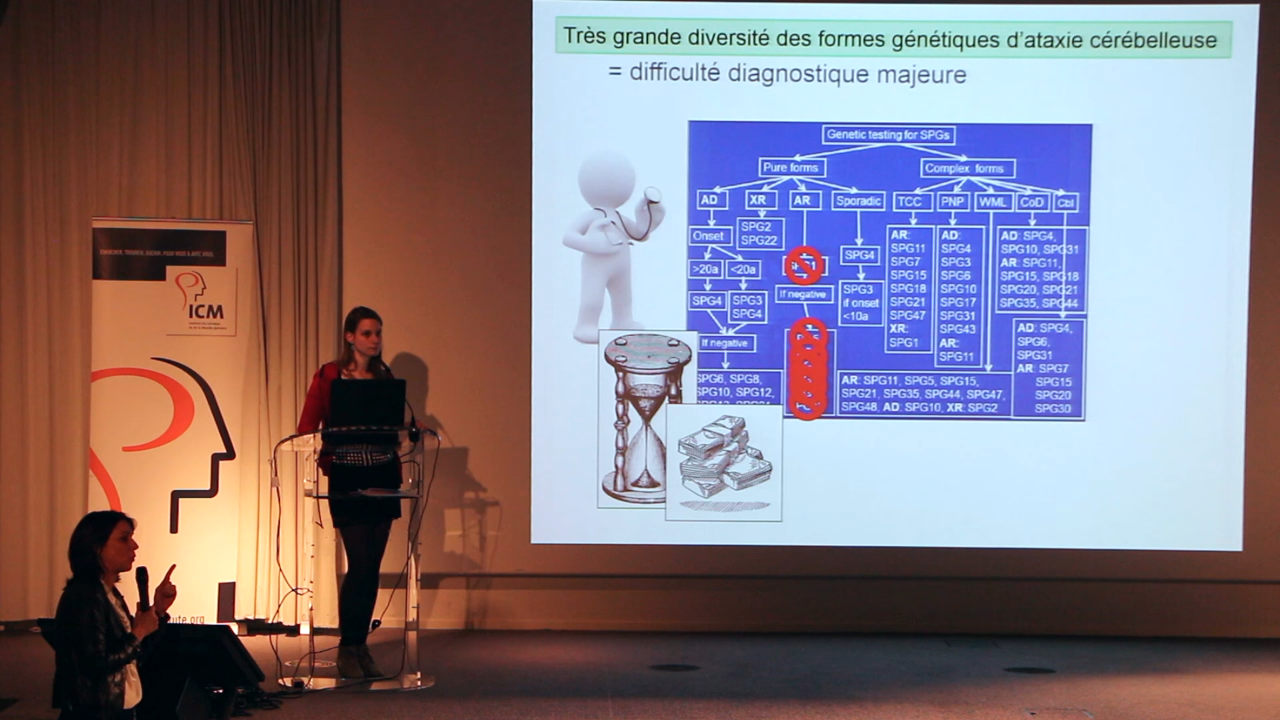 Très grande diversité des formes génétiques d'ataxie cérébelleuse
= difficulté diagnostique majeure
Genetic testing for SPGs
Pure forms
Complex forms
AD
XR
AR
Sporadic
TCC
PNP
WML
CoD
Cbl
Onset
>20a
<20a
SPG4
SPG3
SPG4
If negative
SPG6, SPG8,
SPG10, SPG12,
SPG2
SPG22
If negative
SPG4
SPG3
if onset
<10a
AR:
SPG11
SPG7
SPG15
SPG18
SPG21
SPG47
XR:
SPG1
AD:
SPG4
SPG3
SPG6
SPG10
SPG17
SPG31
SPG43
AR:
SPG11
AR: SPG11, SPG5, SPG15,
SPG21, SPG35, SPG44, SPG47,
SPG48, AD: SPG10, XR: SPG2
AD: SPG4,
SPG10, SPG31
AR: SPG11,
SPG15, SPG18
SPG20, SPG21
SPG35, SPG44
AD: SPG4,
SPG6,
SPG31
AR: SPG7
SPG15
SPG20
SPG30
ICM
ute.org